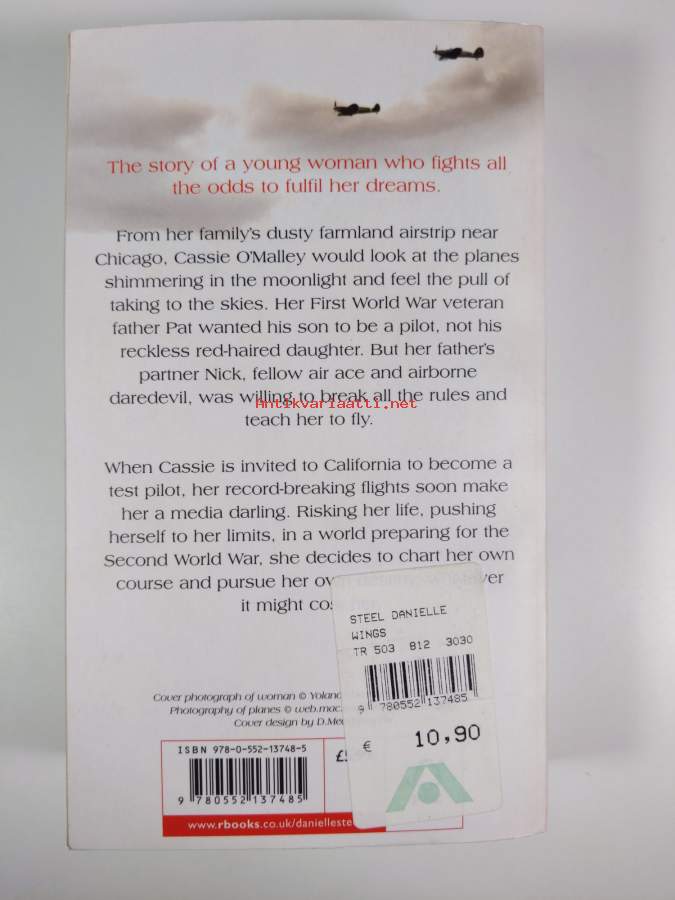 The story of a young woman who fights all
the odds to fulfil her dreams.
From her family's dusty farmland airstrip near
Chicago, Cassie O'Malley would look at the planes
shimmering in the moonlight and feel the pull of
taking to the skies. Her First World War veteran
father Pat wanted his son to be a pilot, not his
reckless red-haired daughter. But her father's
partner Nick, fellow air ace and airborne
daredevil, was willing to break all the rules and
Antikvariaatti.net
teach her to fly.
When Cassie is invited to California to become a
test pilot, her record-breaking flights soon make
her a media darling. Risking her life, pushing
herself to her limits, in a world preparing for the
Second World War, she decides to chart her own
course and pursue her
it might
STEEL DANIELLE
WINGS
TR 503 812 3030
9 780552 137485
€ 10,90
Cover photograph of woman ©
Photography of planes © web.mac.
Cover design by
ISBN 978-0-552-13748-5
£
9 780552 137485
www.rbooks.co.uk/danielleste